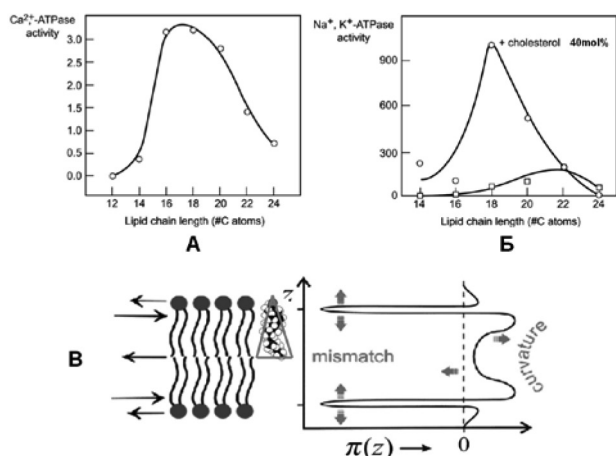 Ca²⁺-ATPase
activity
3.0
2.5
2.0
1.5
1.0
0.5
0.0
12 14 16 18 20 22 24
Lipid chain length (#C atoms)
А
Na⁺, K⁺-ATPase
activity
+ cholesterol 40mol%
900
600
300
0
14 16 18 20 22 24
Lipid chain length (#C atoms)
Б
В
z
mismatch
curvature
π(z)
0